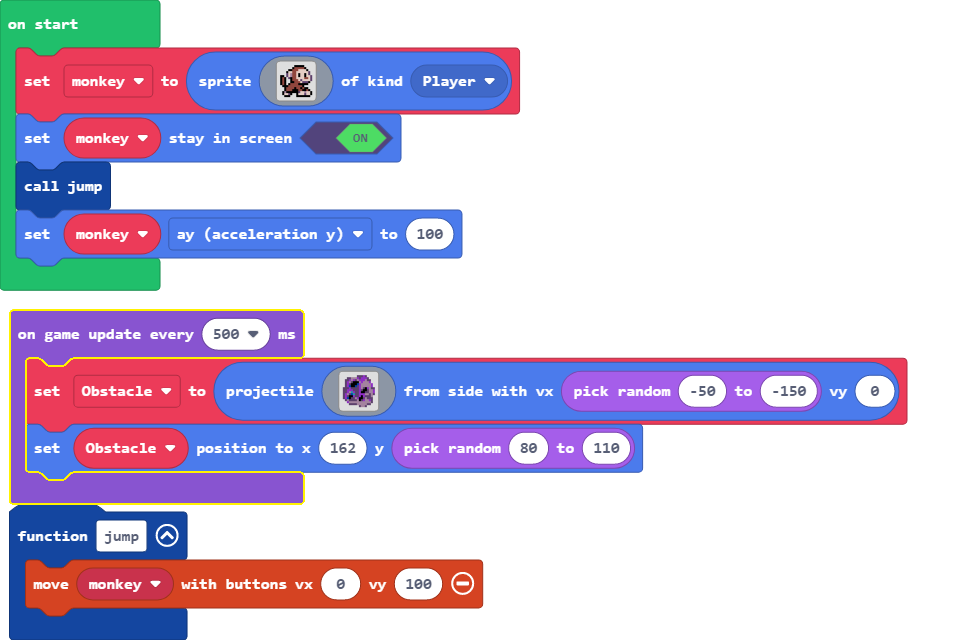 on start
set monkey to sprite of kind Player
set monkey stay in screen ON
call jump
set monkey ay (acceleration y) to 100
on game update every 500 ms
set Obstacle to projectile from side with vx pick random -50 to -150 vy 0
set Obstacle position to x 162 y pick random 80 to 110
function jump
move monkey with buttons vx 0 vy 100